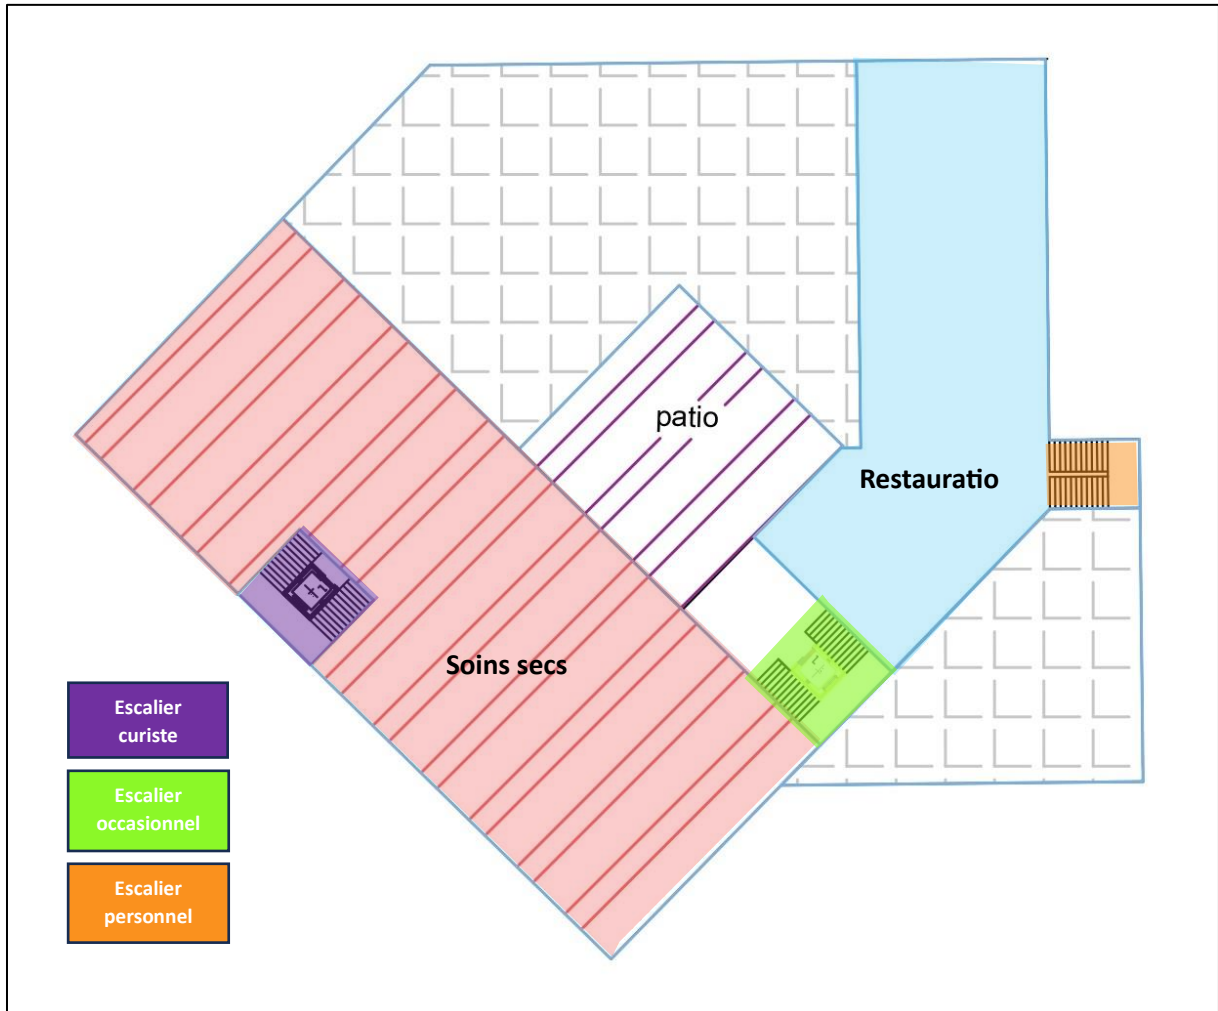 patio
Restauratio
Soins secs
Escalier
curiste
Escalier
occasionnel
Escalier
personnel